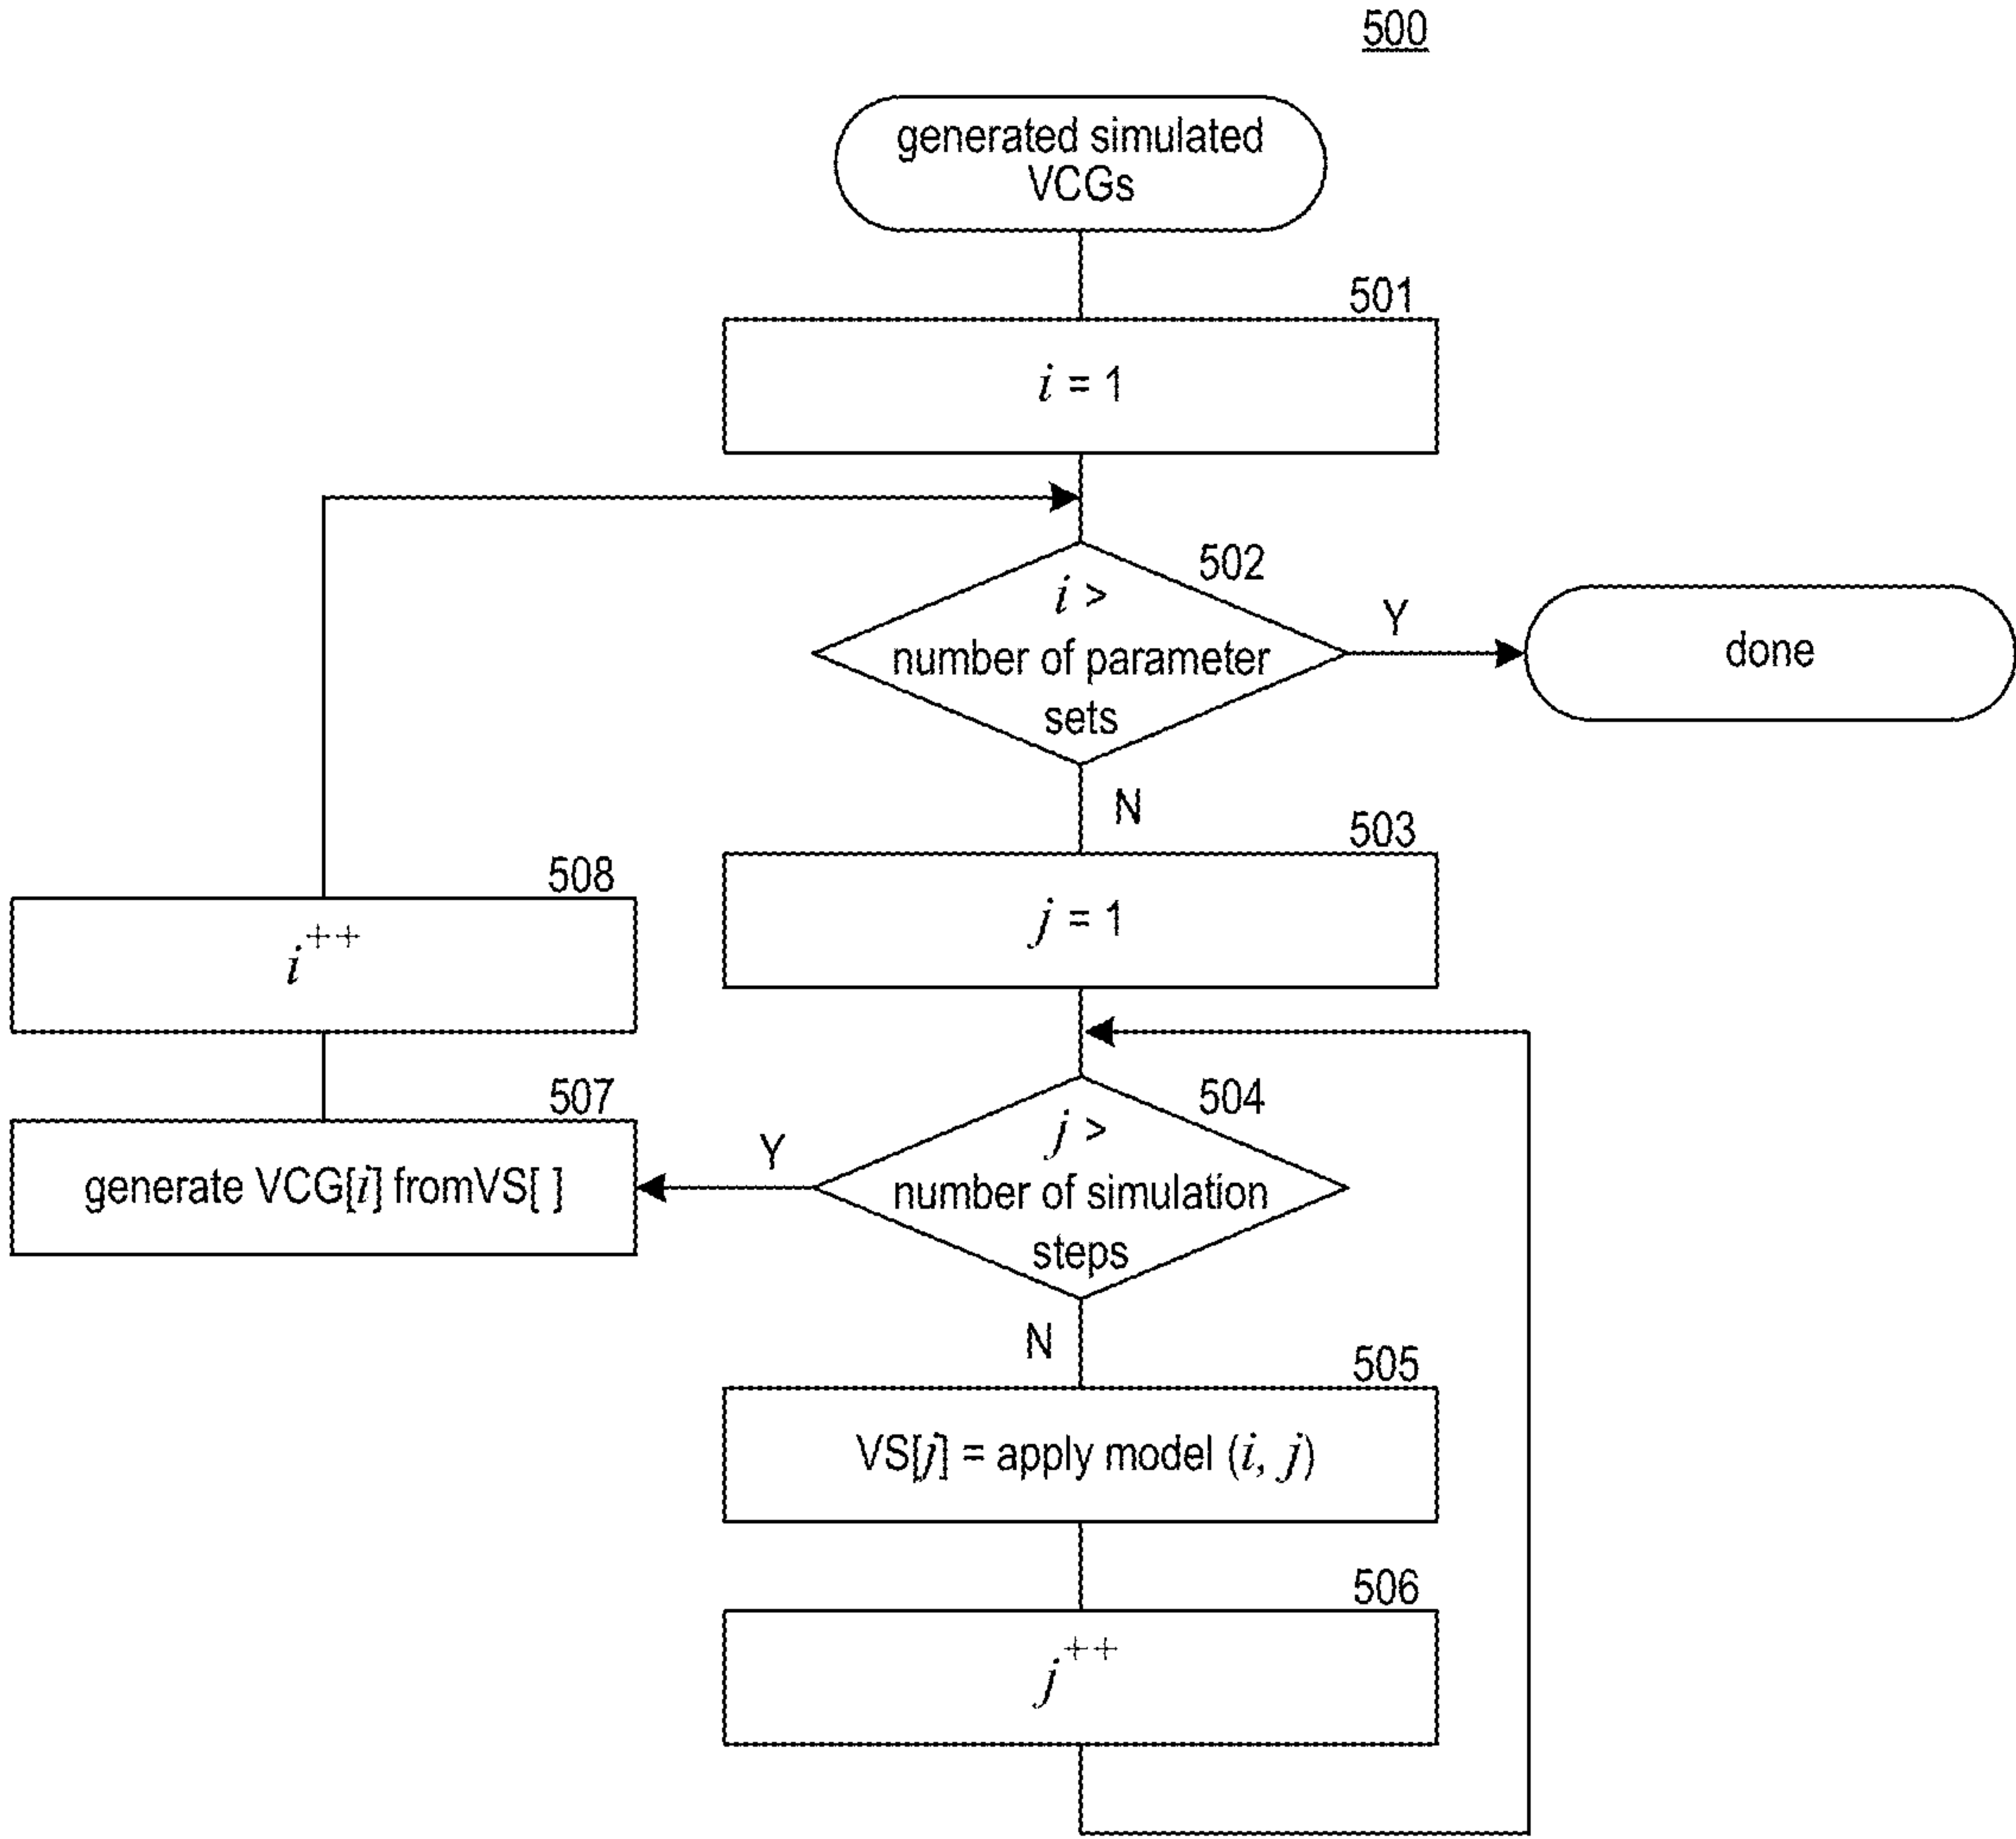 500
generated simulated
VCGs
501
i = 1
502
i >
number of parameter
sets
Y
done
N
503
j = 1
508
i++
504
j >
number of simulation
steps
Y
507
generate VCG[i] fromVS[ ]
N
505
VS[j] = apply model (i, j)
506
j++